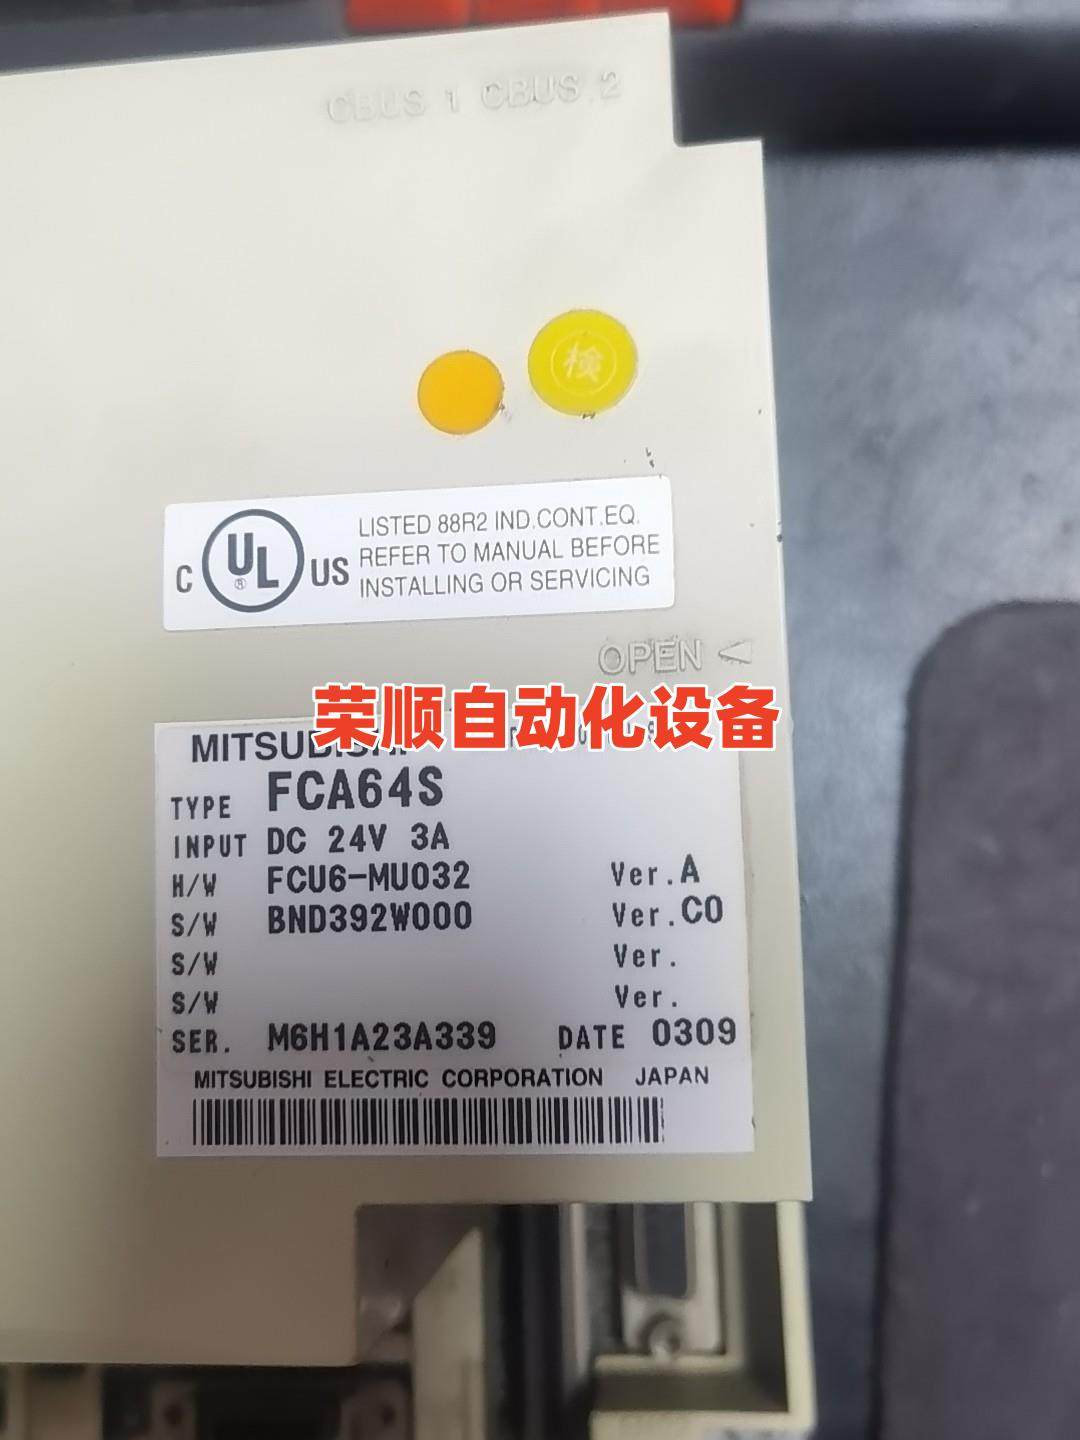 CBUS 1 CBUS 2
検
C UL ® US
LISTED 88R2 IND.CONT.EQ.
REFER TO MANUAL BEFORE
INSTALLING OR SERVICING
OPEN
荣顺自动化设备
MITSUBISHI
TYPE FCA64S
INPUT DC 24V 3A
H/W FCU6-MU032 Ver.A
S/W BND392W000 Ver.C0
S/W Ver.
S/W Ver.
SER. M6H1A23A339 DATE 0309
MITSUBISHI ELECTRIC CORPORATION JAPAN